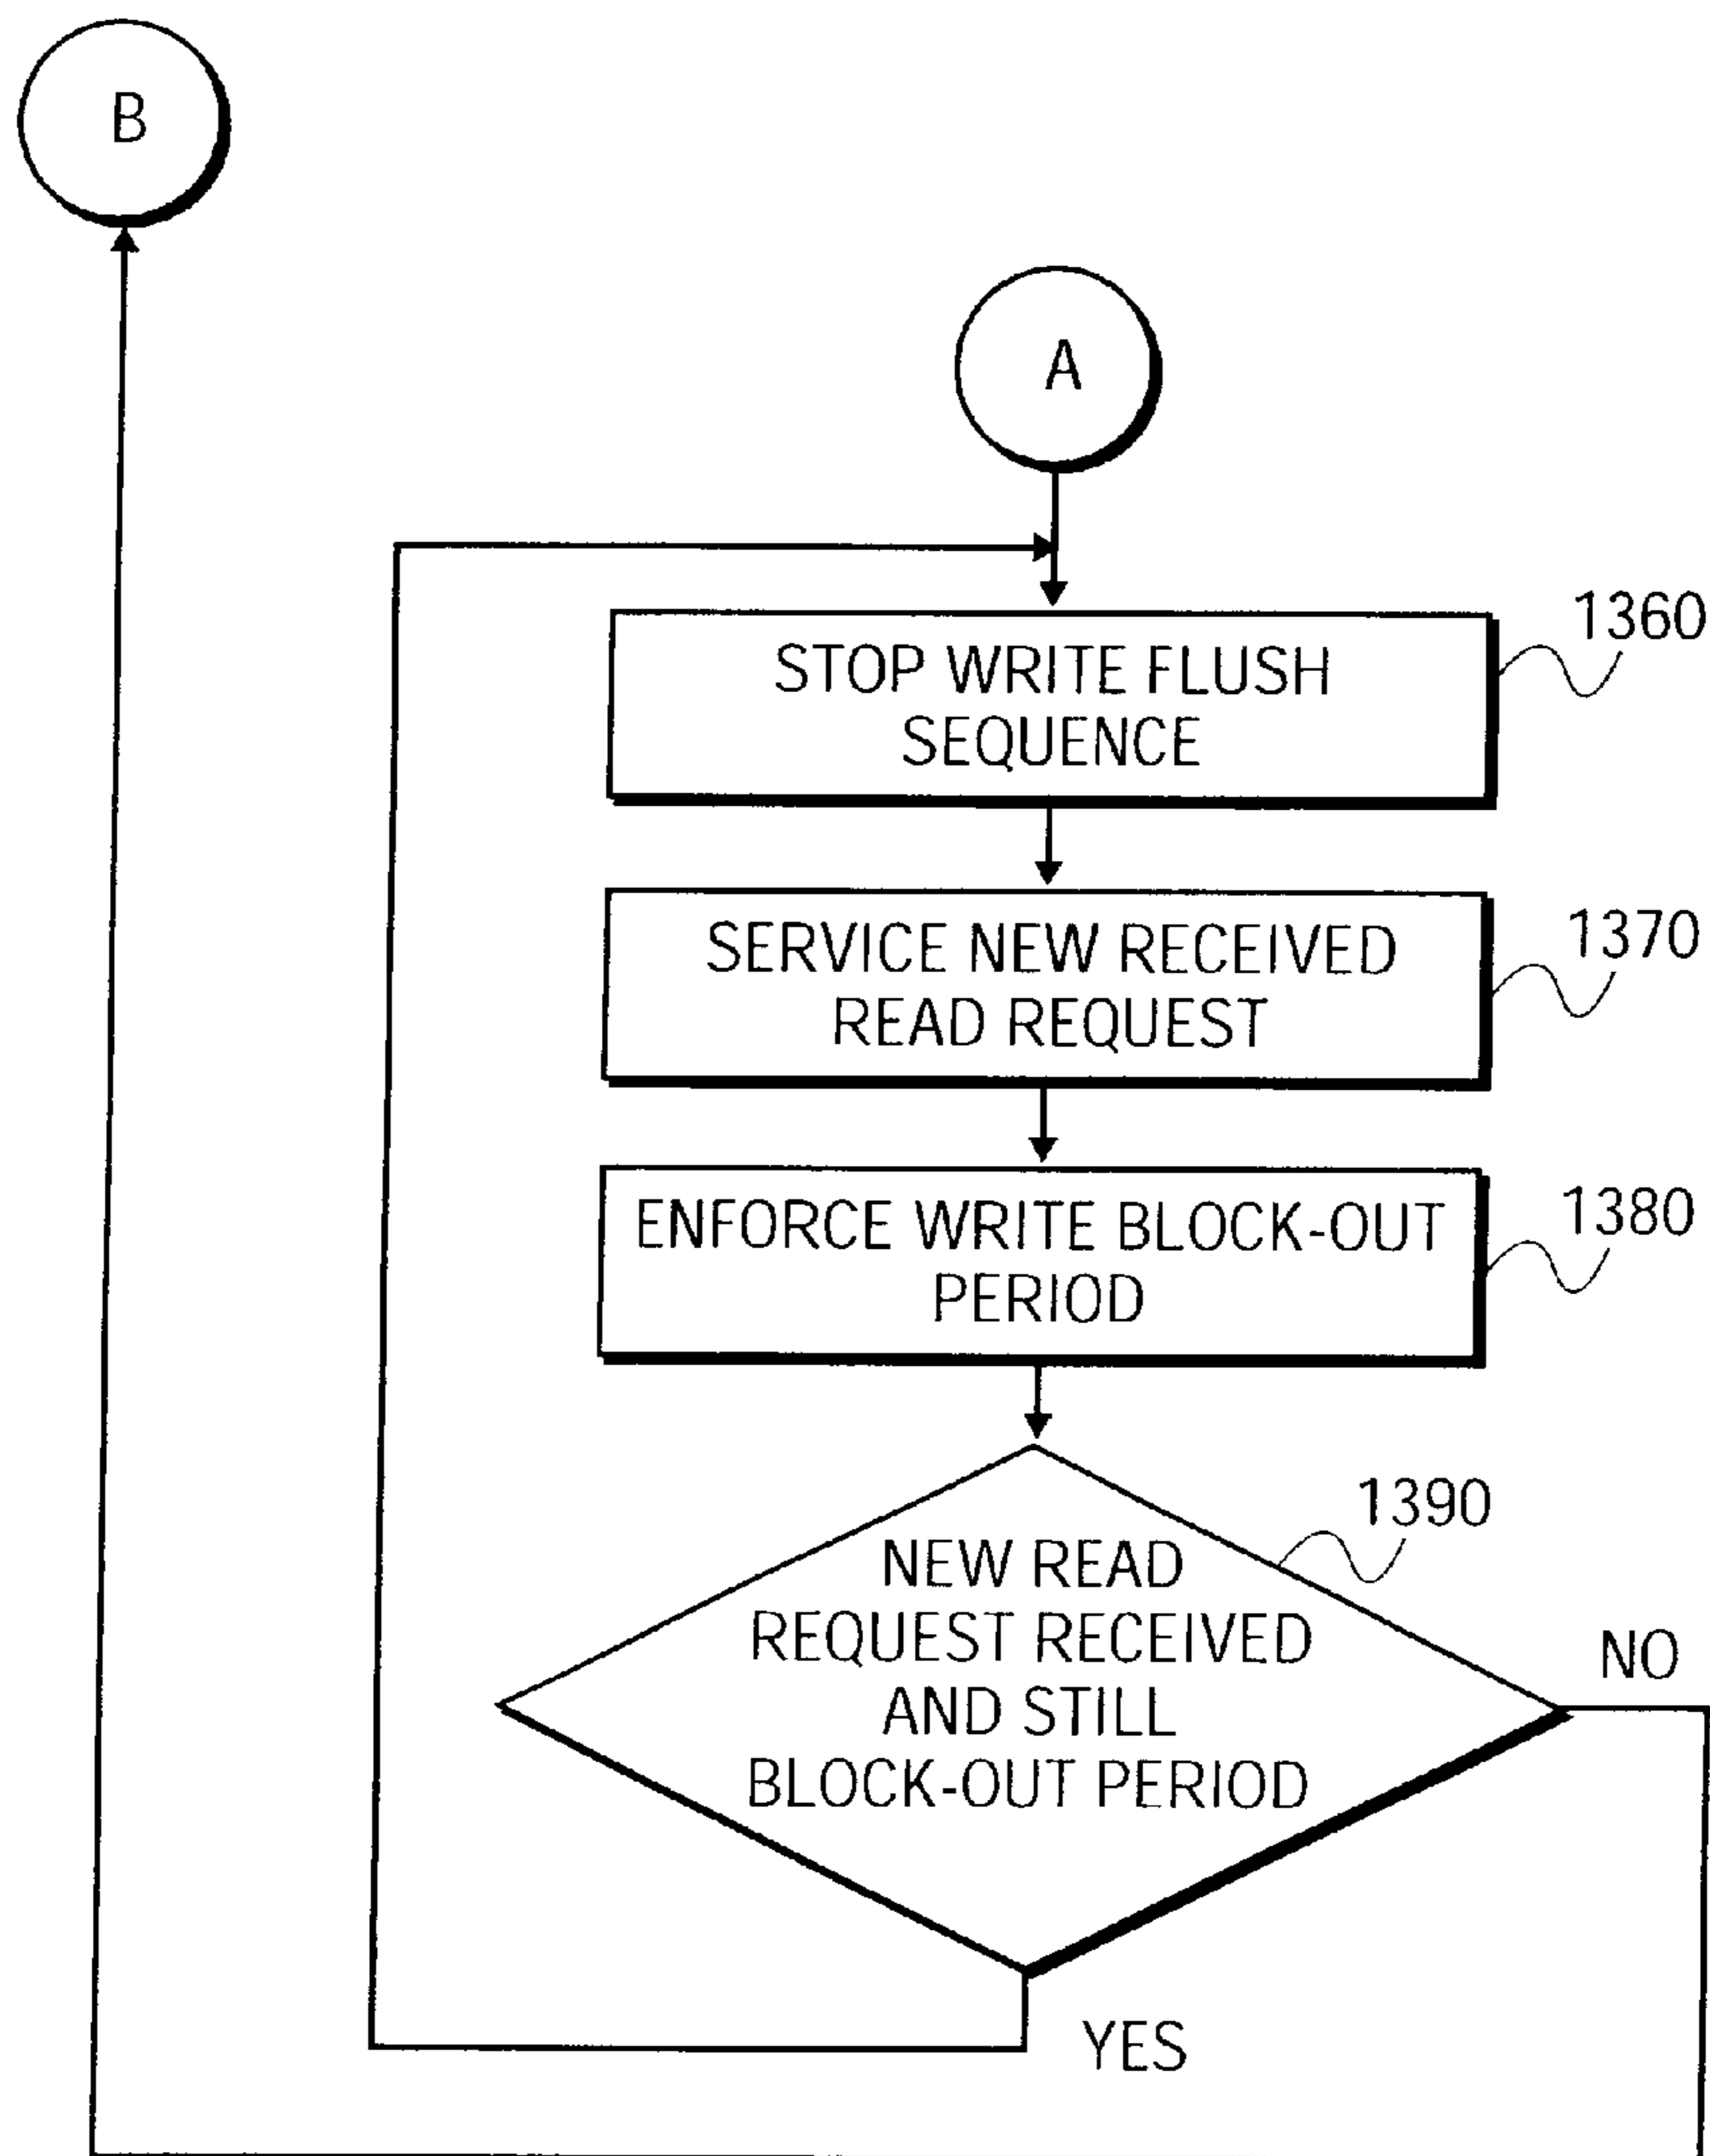 B
A
STOP WRITE FLUSH
SEQUENCE
1360
SERVICE NEW RECEIVED
READ REQUEST
1370
ENFORCE WRITE BLOCK-OUT
PERIOD
1380
NEW READ
REQUEST RECEIVED
AND STILL
BLOCK-OUT PERIOD
1390
NO
YES